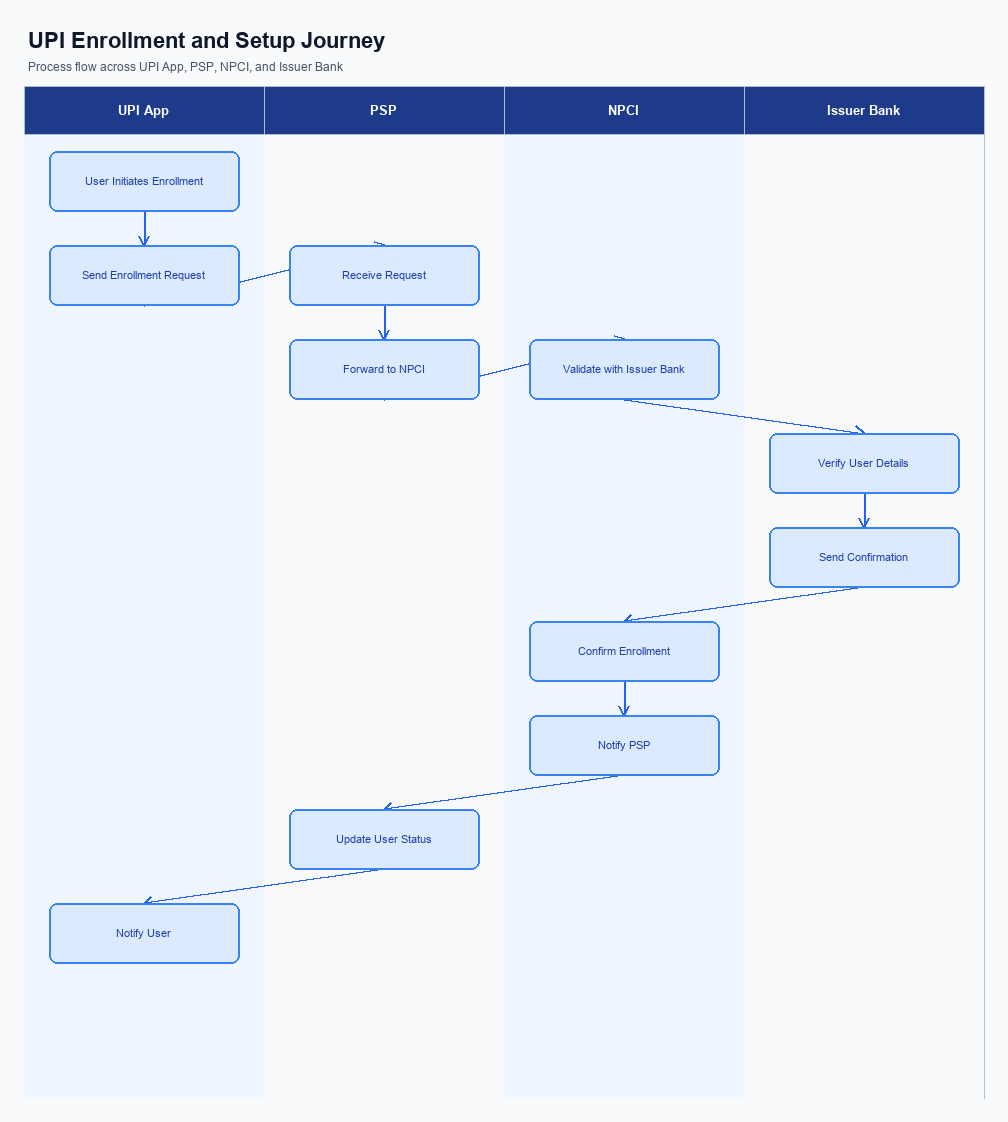 UPI Enrollment and Setup Journey
Process flow across UPI App, PSP, NPCI, and Issuer Bank
UPI App
PSP
NPCI
Issuer Bank
User Initiates Enrollment
Send Enrollment Request
Receive Request
Forward to NPCI
Validate with Issuer Bank
Verify User Details
Send Confirmation
Confirm Enrollment
Notify PSP
Update User Status
Notify User